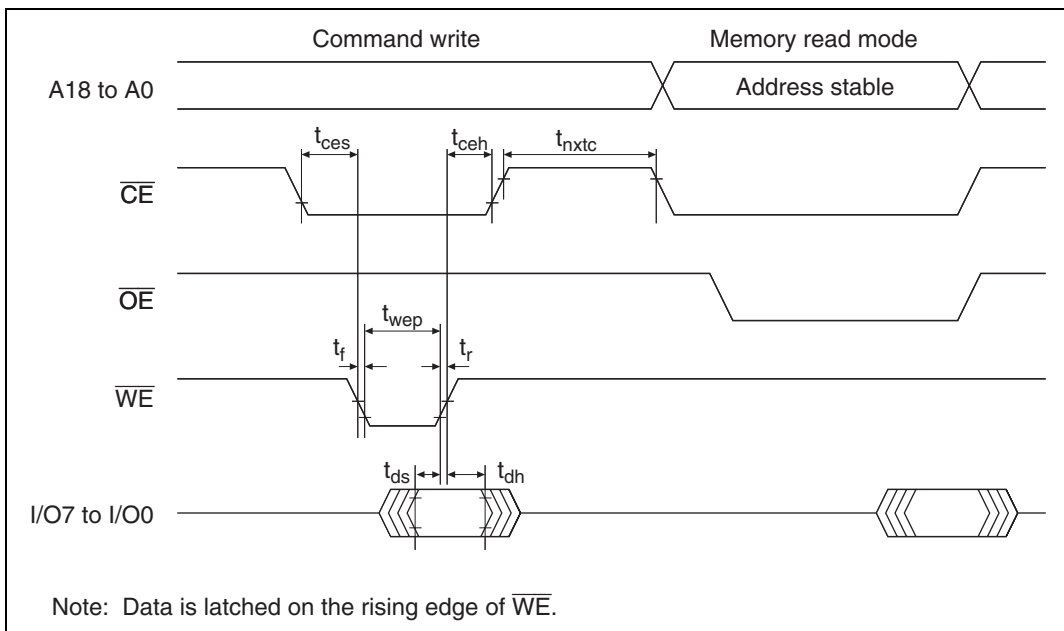 Command write
Memory read mode
A18 to A0
Address stable
tces
tceh
tnxtc
CE
OE
twep
tf
tr
WE
tds
tdh
I/O7 to I/O0
Note: Data is latched on the rising edge of WE.